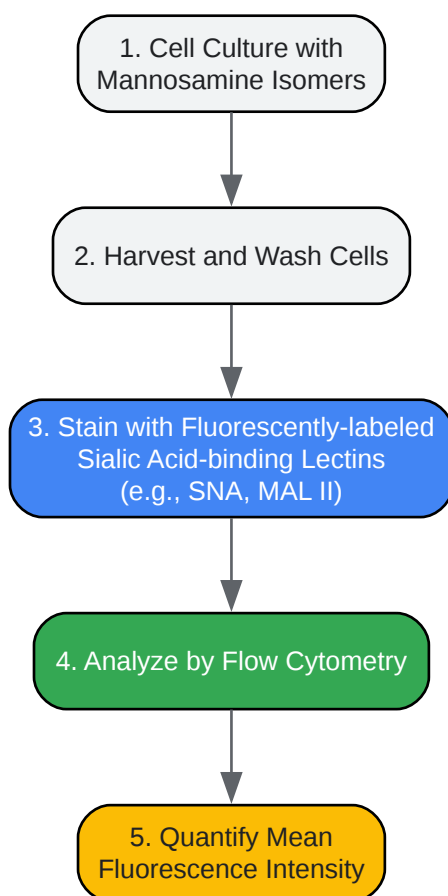 1. Cell Culture with
Mannosamine Isomers
2. Harvest and Wash Cells
3. Stain with Fluorescently-labeled
Sialic Acid-binding Lectins
(e.g., SNA, MAL II)
4. Analyze by Flow Cytometry
5. Quantify Mean
Fluorescence Intensity